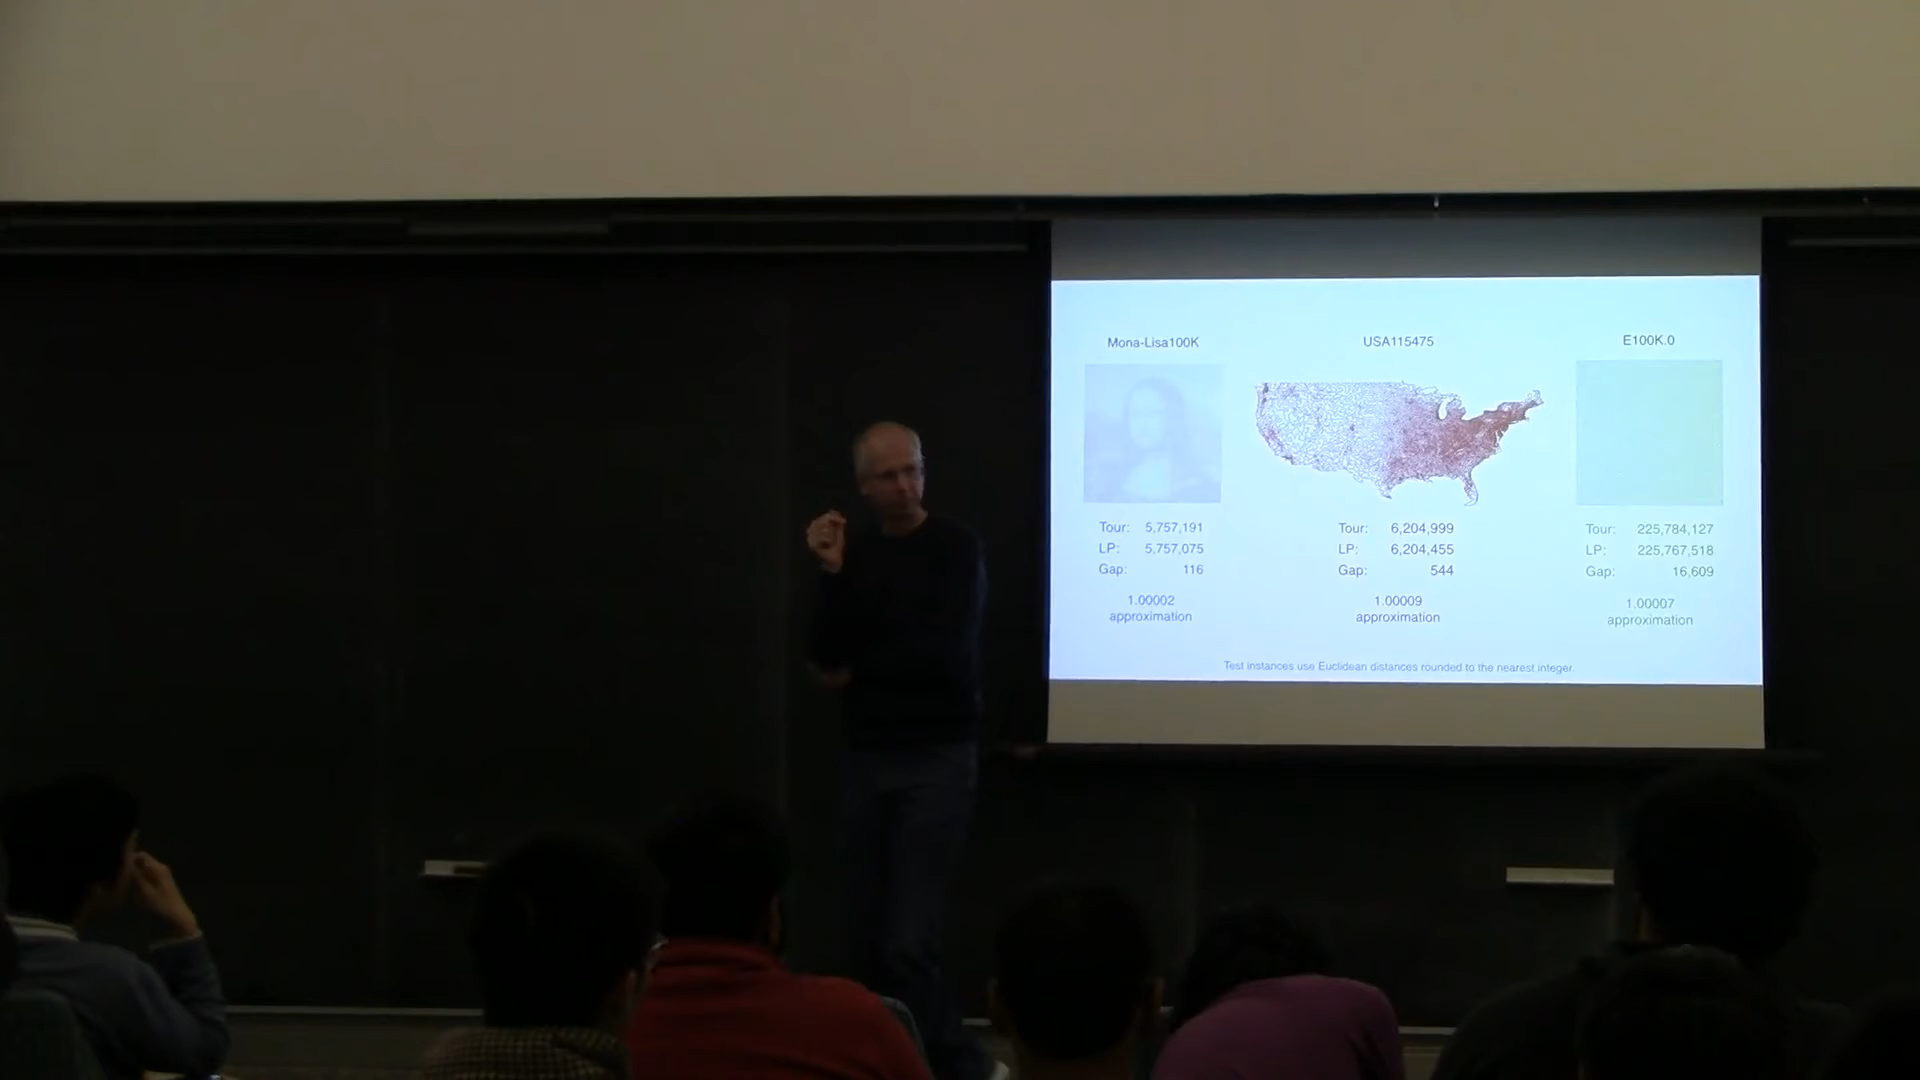 Mona-Lisa100K
Tour: 5,757,191
LP: 5,757,075
Gap: 116
1.00002
approximation
USA115475
Tour: 6,204,999
LP: 6,204,455
Gap: 544
1.00009
approximation
E100K.0
Tour: 225,784,127
LP: 225,767,518
Gap: 16,609
1.00007
approximation
Test instances use Euclidean distances rounded to the nearest integer.